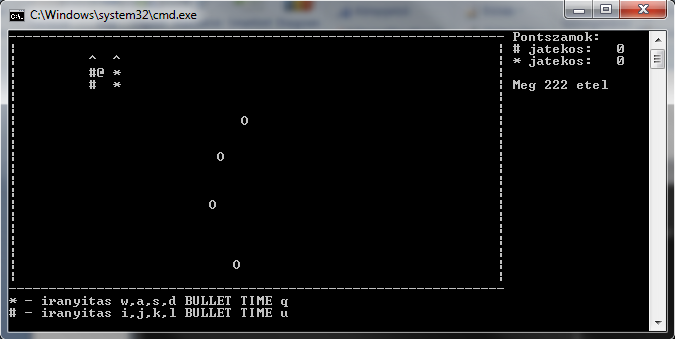 C:\Windows\system32\cmd.exe
Pontszamok:
# jatekos: 0
* jatekos: 0
Meg 222 etel
^ ^
#@ *
# *
O
O
O
O
* - iranyitas w,a,s,d BULLET TIME q
# - iranyitas i,j,k,l BULLET TIME u